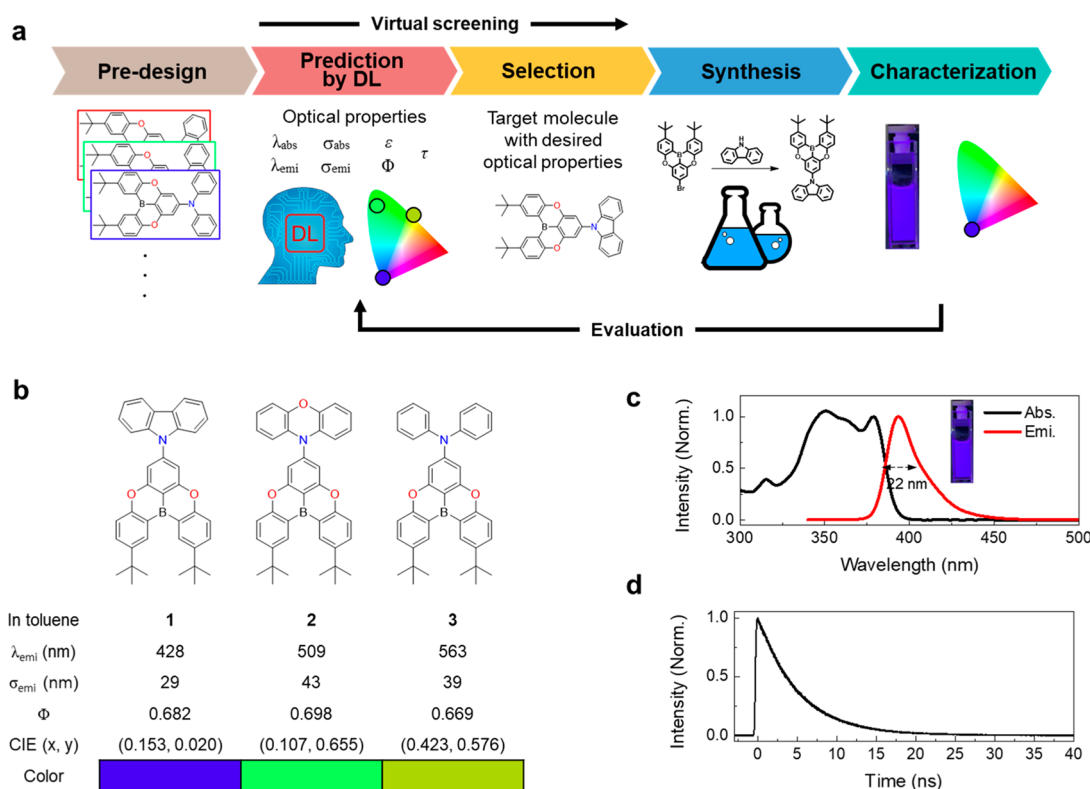 a
Virtual screening
Pre-design
Prediction
by DL
Selection
Synthesis
Characterization
Optical properties
λabs σabs ε τ
λemi σemi Φ
DL
Target molecule
with desired
optical properties
Evaluation
b
In toluene 1 2 3
λemi (nm) 428 509 563
σemi (nm) 29 43 39
Φ 0.682 0.698 0.669
CIE (x, y) (0.153, 0.020) (0.107, 0.655) (0.423, 0.576)
Color
c
Abs.
Emi.
22 nm
Intensity (Norm.)
1.0
0.5
0.0
300 350 400 450 500
Wavelength (nm)
d
Intensity (Norm.)
1.0
0.5
0.0
0 5 10 15 20 25 30 35 40
Time (ns)